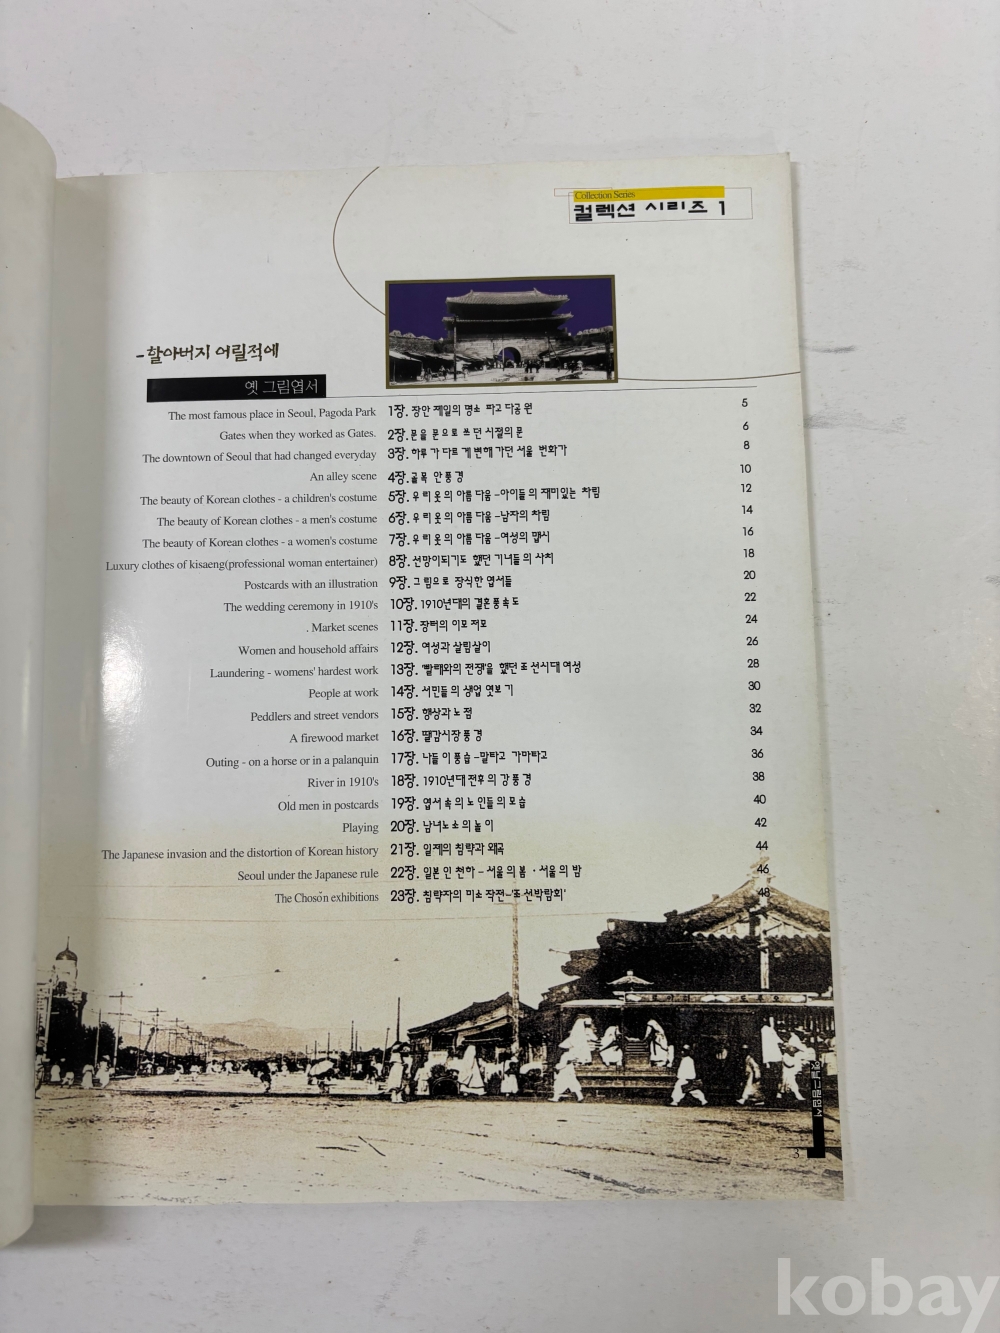 Collection Series
컬렉션 시리즈 1
-할아버지 어릴적에
옛 그림엽서
The most famous place in Seoul, Pagoda Park 1장. 장안 제일의 명소 파고다공원 5
Gates when they worked as Gates. 2장. 문을 문으로 쓰던 시절의 문 6
The downtown of Seoul that had changed everyday 3장. 하루가 다르게 변해가던 서울 번화가 8
An alley scene 4장. 골목 안 풍경 10
The beauty of Korean clothes - a children's costume 5장. 우리 옷의 아름다움-아이들의 재미있는 차림 12
The beauty of Korean clothes - a men's costume 6장. 우리 옷의 아름다움-남자의 차림 14
The beauty of Korean clothes - a women's costume 7장. 우리 옷의 아름다움-여성의 맵시 16
Luxury clothes of kisaeng(professional woman entertainer) 8장. 선망이되기도 했던 기녀들의 사치 18
Postcards with an illustration 9장. 그림으로 장식한 엽서들 20
The wedding ceremony in 1910's 10장. 1910년대의 결혼 풍속도 22
. Market scenes 11장. 장터의 이모저모 24
Women and household affairs 12장. 여성과 살림살이 26
Laundering - womens' hardest work 13장. '빨래와의 전쟁'을 했던 조선시대 여성 28
People at work 14장. 서민들의 생업 엿보기 30
Peddlers and street vendors 15장. 행상과 노점 32
A firewood market 16장. 땔감시장 풍경 34
Outing - on a horse or in a palanquin 17장. 나들이 풍습-말타고 가마타고 36
River in 1910's 18장. 1910년대 전후의 강 풍경 38
Old men in postcards 19장. 엽서 속의 노인들의 모습 40
Playing 20장. 남녀노소의 놀이 42
The Japanese invasion and the distortion of Korean history 21장. 일제의 침략과 왜곡 44
Seoul under the Japanese rule 22장. 일본인 천하 - 서울의 봄 · 서울의 밤 46
The Chosŏn exhibitions 23장. 침략자의 미소 작전-'조선박람회' 48
옛날그림엽서
3
kobay